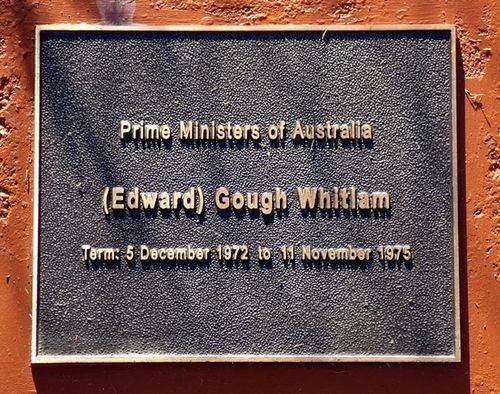 Prime Ministers of Australia
(Edward) Gough Whitlam
Term: 5 December 1972 to 11 November 1975